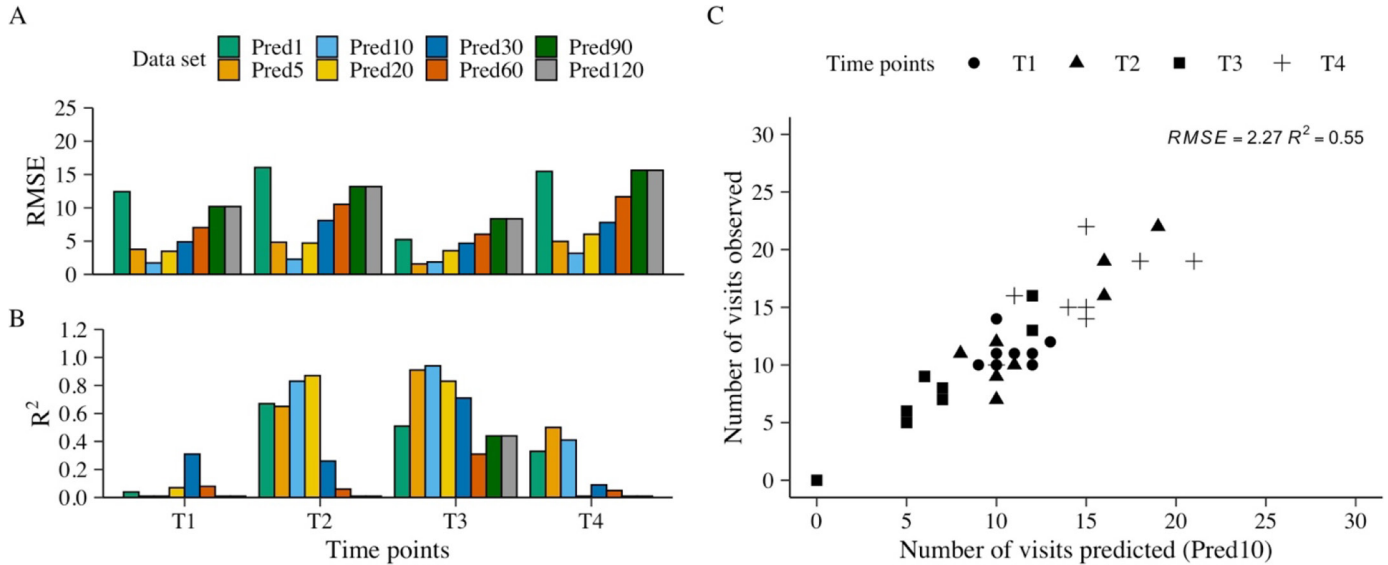 A
Data set Pred1 Pred10 Pred30 Pred90
Pred5 Pred20 Pred60 Pred120
25
20
15
10
5
0
RMSE
B
1.2
1.0
0.8
0.6
0.4
0.2
0.0
R²
T1 T2 T3 T4
Time points
C
Time points T1 T2 T3 T4
RMSE = 2.27 R² = 0.55
30
25
20
15
10
5
0
Number of visits observed
0 5 10 15 20 25 30
Number of visits predicted (Pred10)